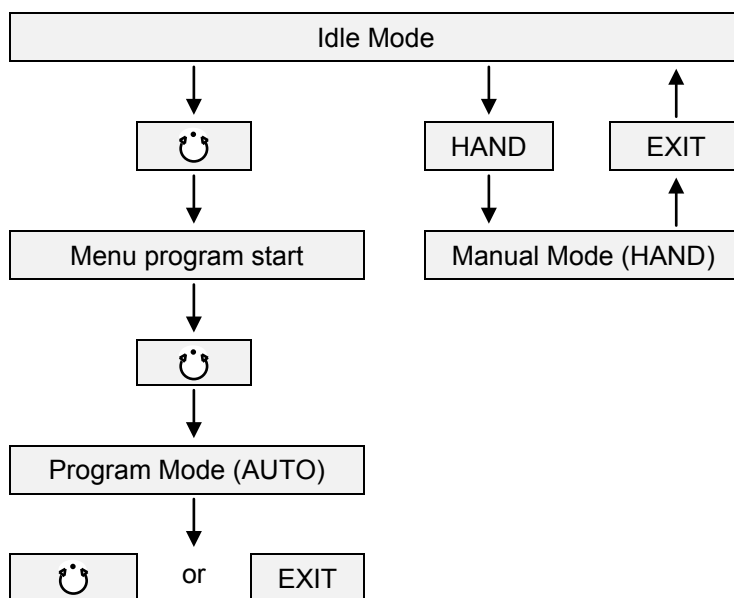 Idle Mode
HAND
EXIT
Menu program start
Manual Mode (HAND)
Program Mode (AUTO)
or
EXIT